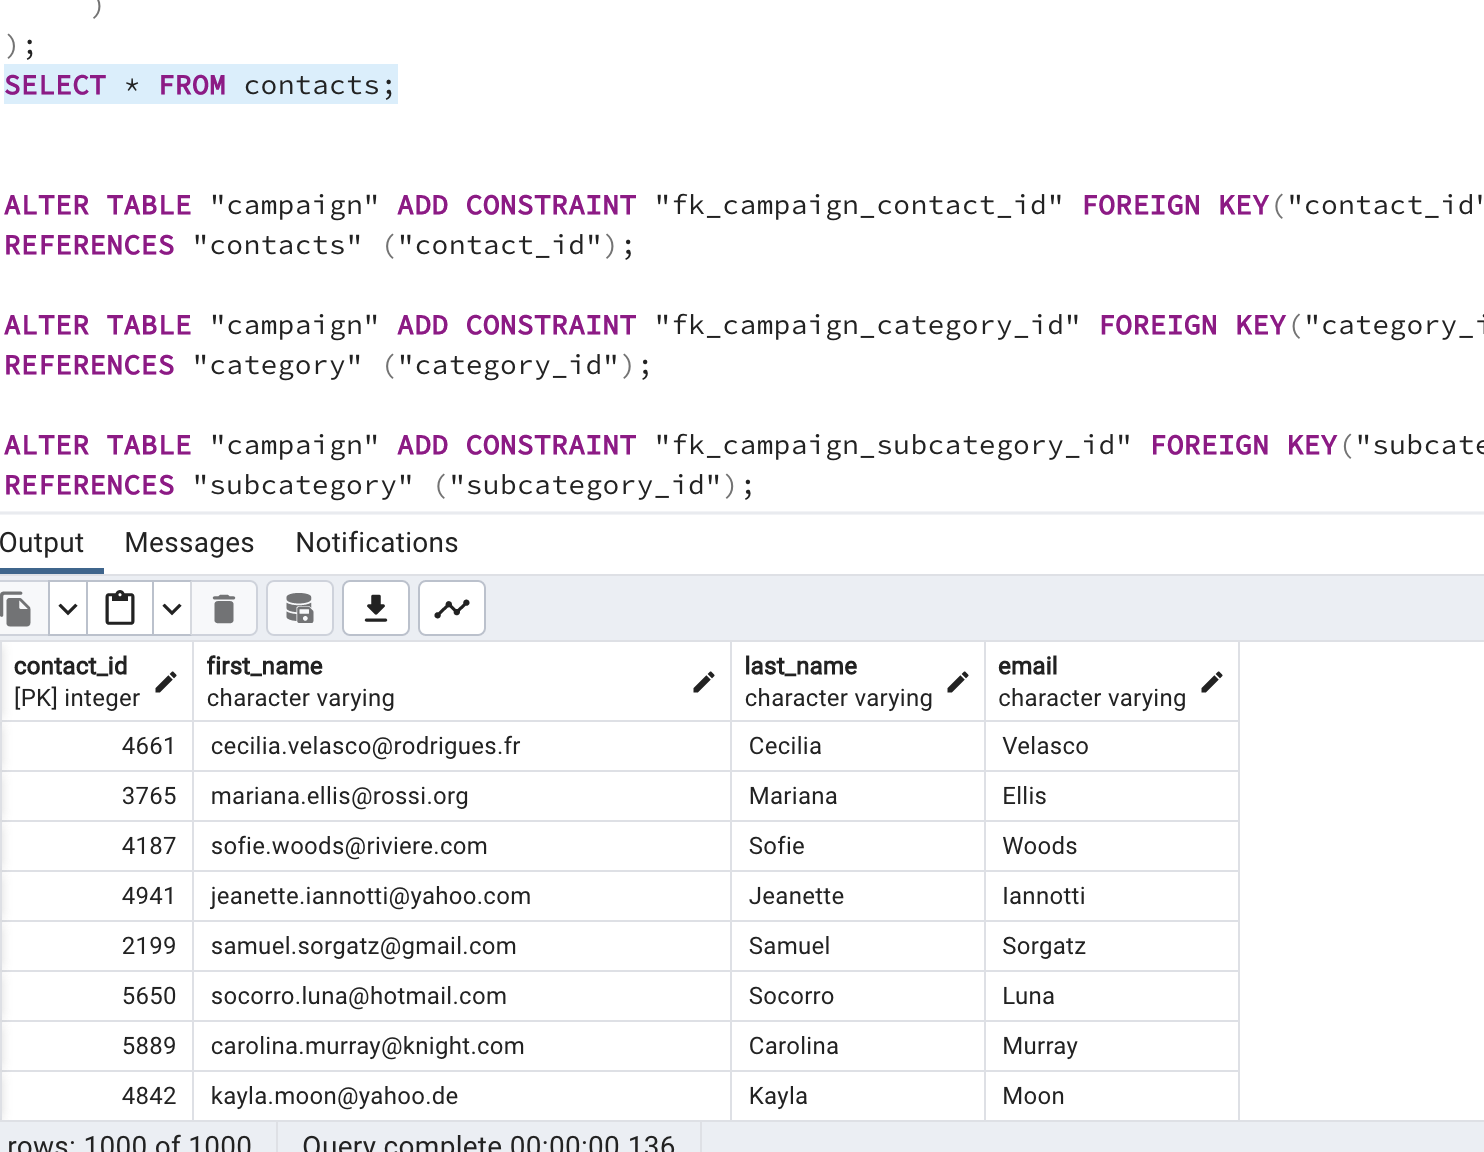 )
);
SELECT * FROM contacts;
ALTER TABLE "campaign" ADD CONSTRAINT "fk_campaign_contact_id" FOREIGN KEY("contact_id"
REFERENCES "contacts" ("contact_id");
ALTER TABLE "campaign" ADD CONSTRAINT "fk_campaign_category_id" FOREIGN KEY("category_i
REFERENCES "category" ("category_id");
ALTER TABLE "campaign" ADD CONSTRAINT "fk_campaign_subcategory_id" FOREIGN KEY("subcate
REFERENCES "subcategory" ("subcategory_id");
Output Messages Notifications
contact_id first_name last_name email
[PK] integer character varying character varying character varying
4661 cecilia.velasco@rodrigues.fr Cecilia Velasco
3765 mariana.ellis@rossi.org Mariana Ellis
4187 sofie.woods@riviere.com Sofie Woods
4941 jeanette.iannotti@yahoo.com Jeanette Iannotti
2199 samuel.sorgatz@gmail.com Samuel Sorgatz
5650 socorro.luna@hotmail.com Socorro Luna
5889 carolina.murray@knight.com Carolina Murray
4842 kayla.moon@yahoo.de Kayla Moon
rows: 1000 of 1000 Query complete 00:00:00.136